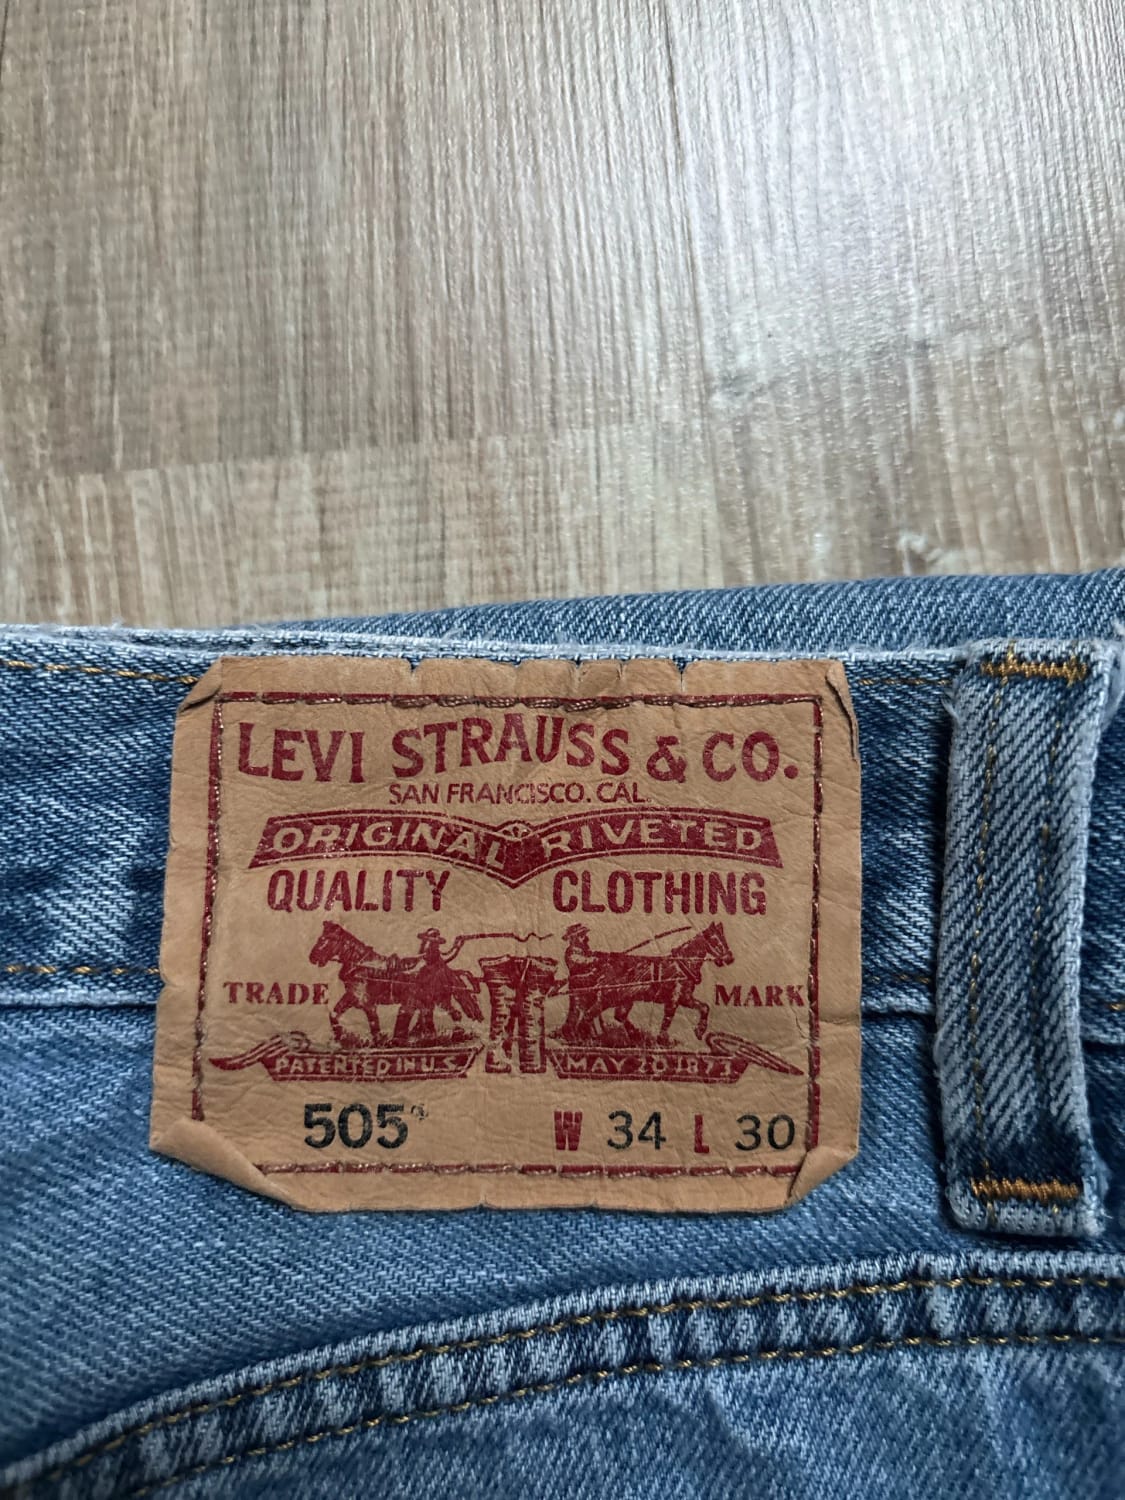 LEVI STRAUSS & CO.
SAN FRANCISCO. CAL.
ORIGINAL RIVETED
QUALITY CLOTHING
TRADE MARK
PATENTED IN U.S. MAY 20 1873
505® W 34 L 30